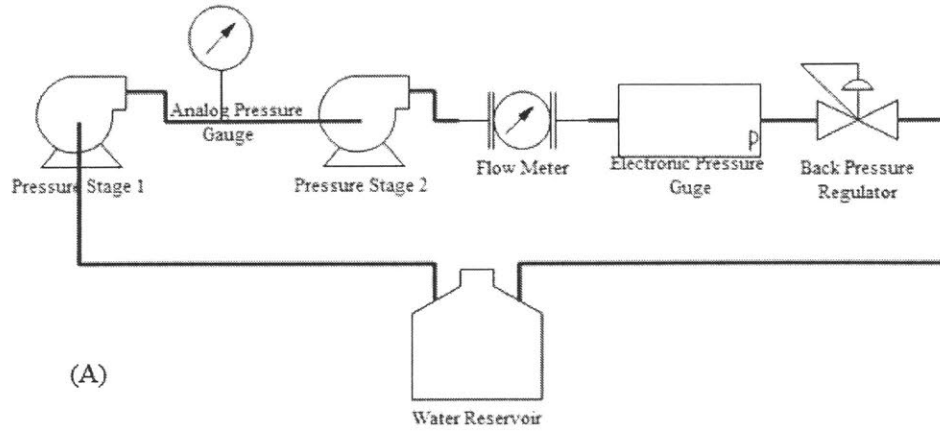 Analog Pressure
Gauge
Pressure Stage 1
Pressure Stage 2
Flow Meter
P
Electronic Pressure
Guge
Back Pressure
Regulator
(A)
Water Reservoir